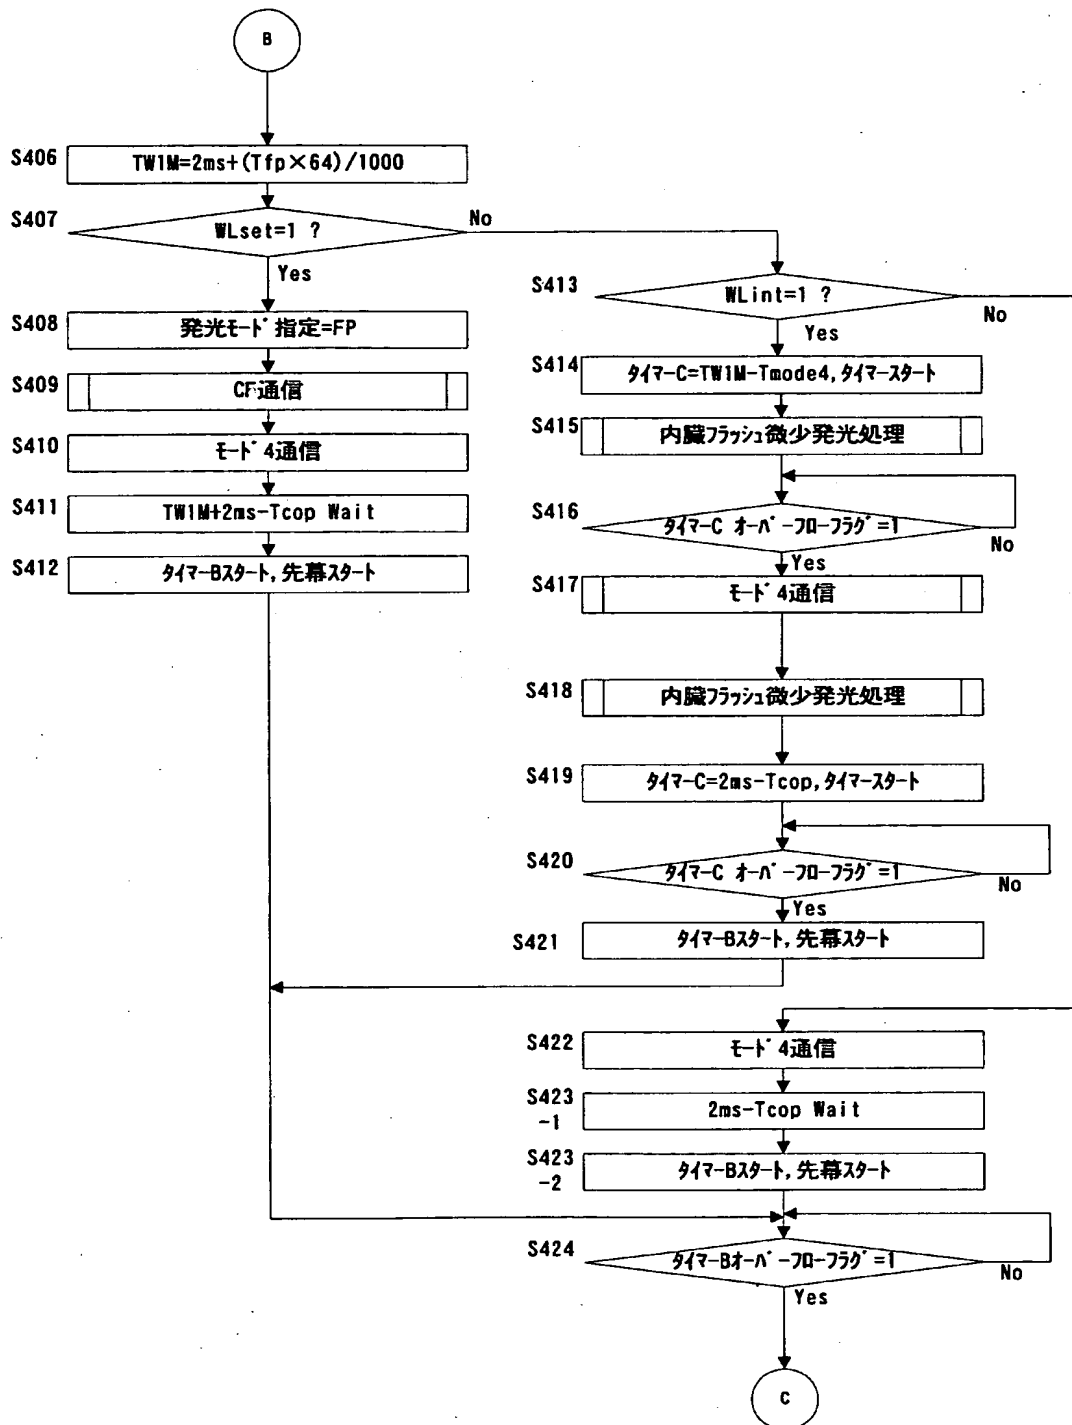 B
S406
TW1M=2ms+(Tfp×64)/1000
S407
WLset=1 ?
No
Yes
S408
発光モード指定=FP
S409
CF通信
S410
モード4通信
S411
TW1M+2ms-Tcop Wait
S412
タイマーBスタート,先幕スタート
S413
WLint=1 ?
No
Yes
S414
タイマーC=TW1M-Tmode4,タイマースタート
S415
内臓フラッシュ微少発光処理
S416
タイマーC オーバーフローフラグ=1
No
Yes
S417
モード4通信
S418
内臓フラッシュ微少発光処理
S419
タイマーC=2ms-Tcop,タイマースタート
S420
タイマーC オーバーフローフラグ=1
No
Yes
S421
タイマーBスタート,先幕スタート
S422
モード4通信
S423
-1
2ms-Tcop Wait
S423
-2
タイマーBスタート,先幕スタート
S424
タイマーBオーバーフローフラグ=1
No
Yes
C